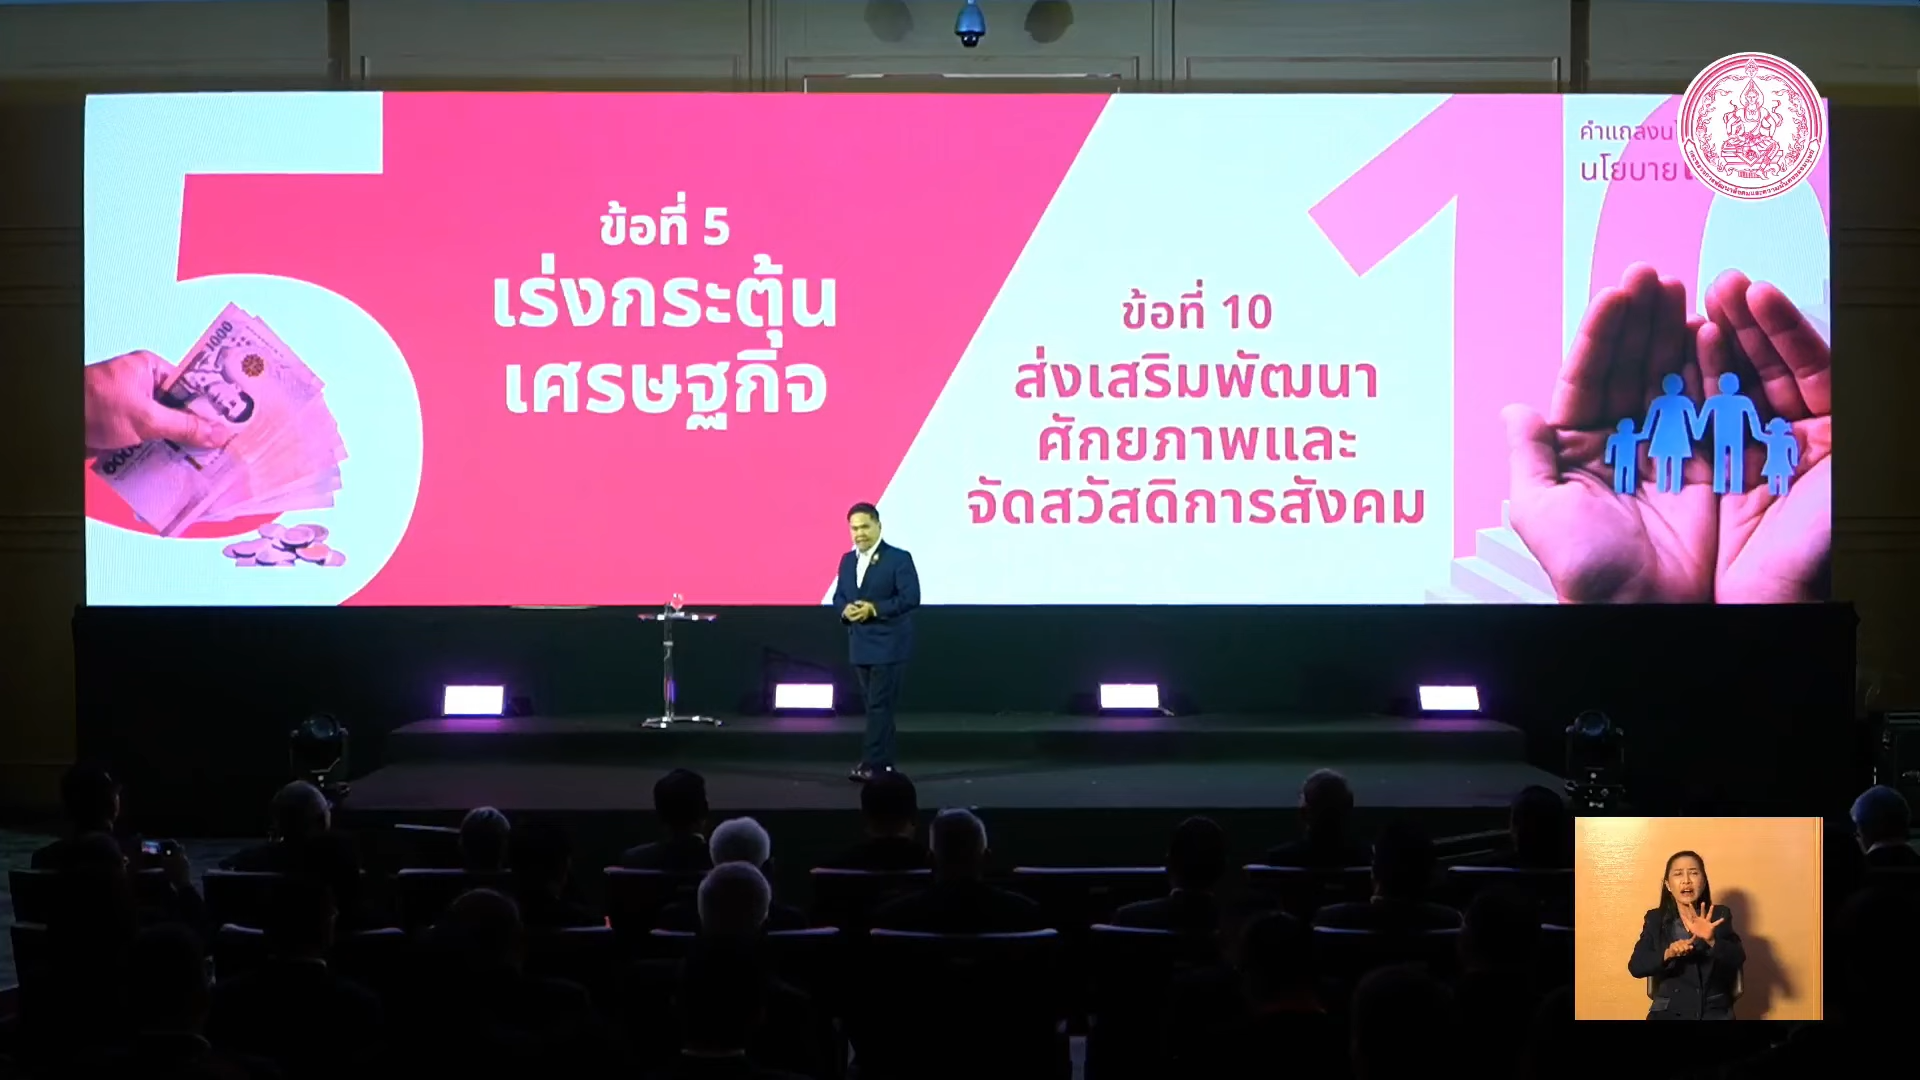 ข้อที่ 5
เร่งกระตุ้น
เศรษฐกิจ
ข้อที่ 10
ส่งเสริมพัฒนา
ศักยภาพและ
จัดสวัสดิการสังคม
คำแถลงน
นโยบาย
1000